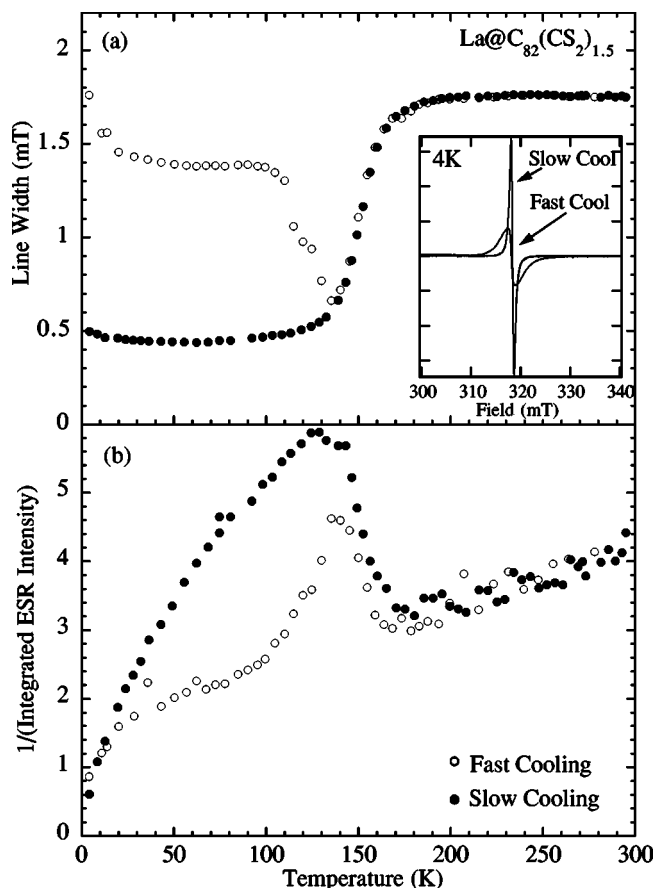 (a)
La@C₈₂(CS₂)₁.₅
2
1.5
1
0.5
0
Line Width (mT)
4K
Slow Cool
Fast Cool
300 310 320 330 340
Field (mT)
(b)
5
4
3
2
1
0
1/(Integrated ESR Intensity)
Fast Cooling
Slow Cooling
0 50 100 150 200 250 300
Temperature (K)